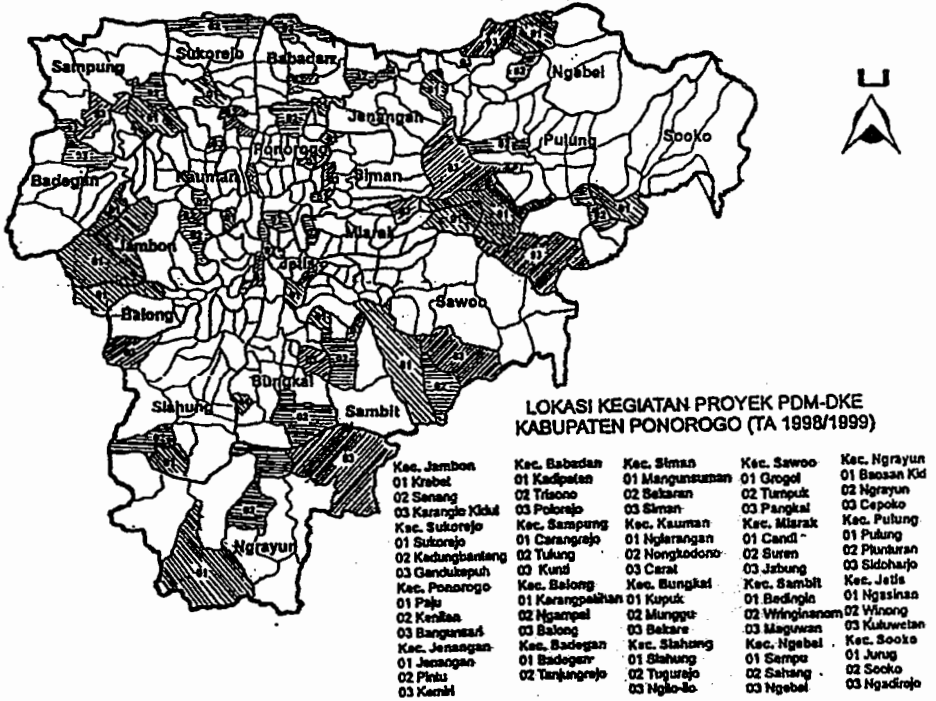 Sampung
Sukorejo
Babadan
Ngebel
Jenangan
Ponorogo
Pulung
Sooko
Badegan
Kauman
Siman
Mlarak
Jambon
Jetis
Balong
Sawoo
Bungkal
Slahung
Sambit
Ngrayun
LOKASI KEGIATAN PROYEK PDM-DKE
KABUPATEN PONOROGO (TA 1998/1999)
Kec. Jambon
01 Krebet
02 Senang
03 Karanglo Kidul
Kec. Sukorejo
01 Sukorejo
02 Kedungbanteng
03 Gandukepuh
Kec. Ponorogo
01 Paju
02 Keniten
03 Bangunsari
Kec. Jenangan
01 Jenangan
02 Pintu
03 Kemiri
Kec. Babadan
01 Kadipaten
02 Trisono
03 Polorejo
Kec. Sampung
01 Carangrejo
02 Tulung
03 Kunti
Kec. Balong
01 Karangpatihan
02 Ngampel
03 Balong
Kec. Badegan
01 Badegan
02 Tanjungrejo
Kec. Siman
01 Mangunsuman
02 Bekaran
03 Siman
Kec. Kauman
01 Nglarangan
02 Nongkodono
03 Carat
Kec. Bungkal
01 Kupuk
02 Munggu
03 Bekare
Kec. Slahung
01 Slahung
02 Tugurejo
03 Ngilo-ilo
Kec. Sawoo
01 Grogol
02 Tumpuk
03 Pangkal
Kec. Mlarak
01 Candi
02 Suren
03 Jabung
Kec. Sambit
01 Bedingin
02 Wringinanom
03 Maguwan
Kec. Ngebel
01 Sempu
02 Sahang
03 Ngebel
Kec. Ngrayun
01 Baosan Kid
02 Ngrayun
03 Cepoko
Kec. Pulung
01 Pulung
02 Plunturan
03 Sidoharjo
Kec. Jetis
01 Ngasinan
02 Winong
03 Kutuwetan
Kec. Sooko
01 Jurug
02 Sooko
03 Ngadirojo